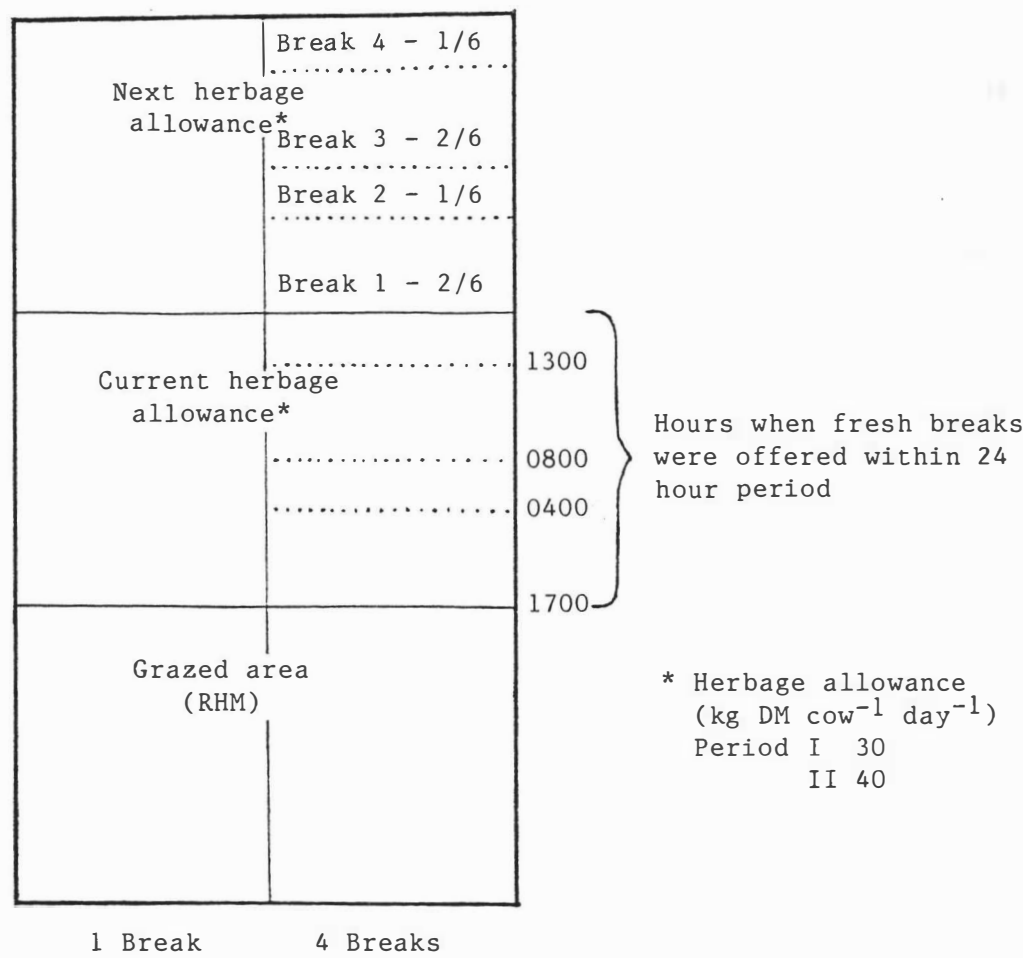 Break 4 - 1/6
Next herbage
allowance*
Break 3 - 2/6
Break 2 - 1/6
Break 1 - 2/6
1300
Current herbage
allowance*
0800
0400
1700
Hours when fresh breaks
were offered within 24
hour period
Grazed area
(RHM)
* Herbage allowance
(kg DM cow⁻¹ day⁻¹)
Period I 30
II 40
1 Break
4 Breaks